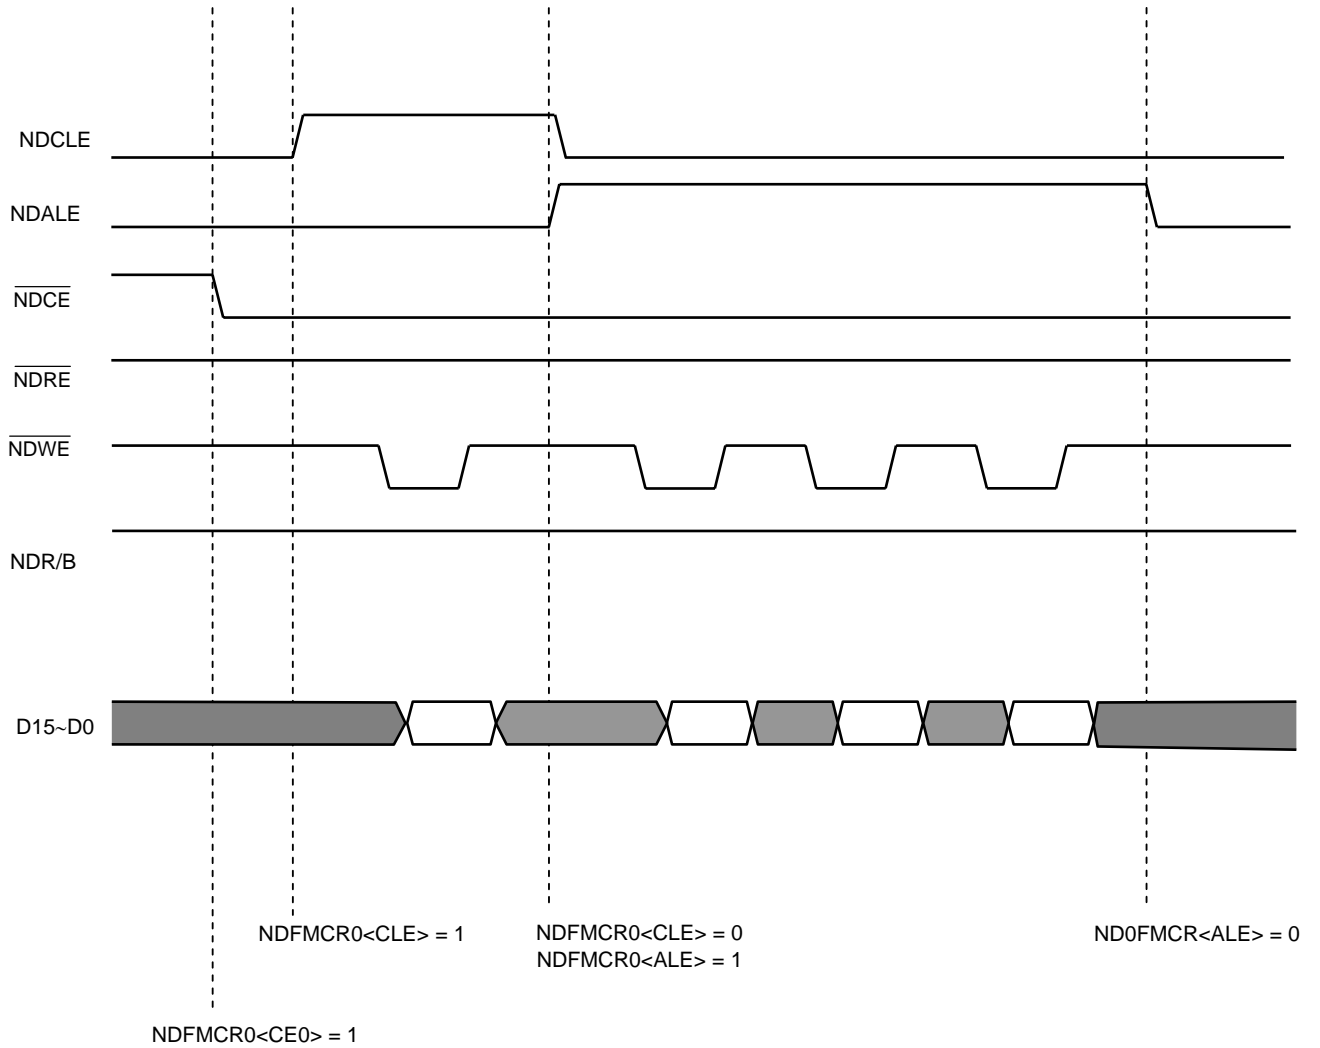 NDCLE
NDALE
NDCE
NDRE
NDWE
NDR/B
D15~D0
NDFMCR0<CLE> = 1
NDFMCR0<CLE> = 0
NDFMCR0<ALE> = 1
ND0FMCR<ALE> = 0
NDFMCR0<CE0> = 1